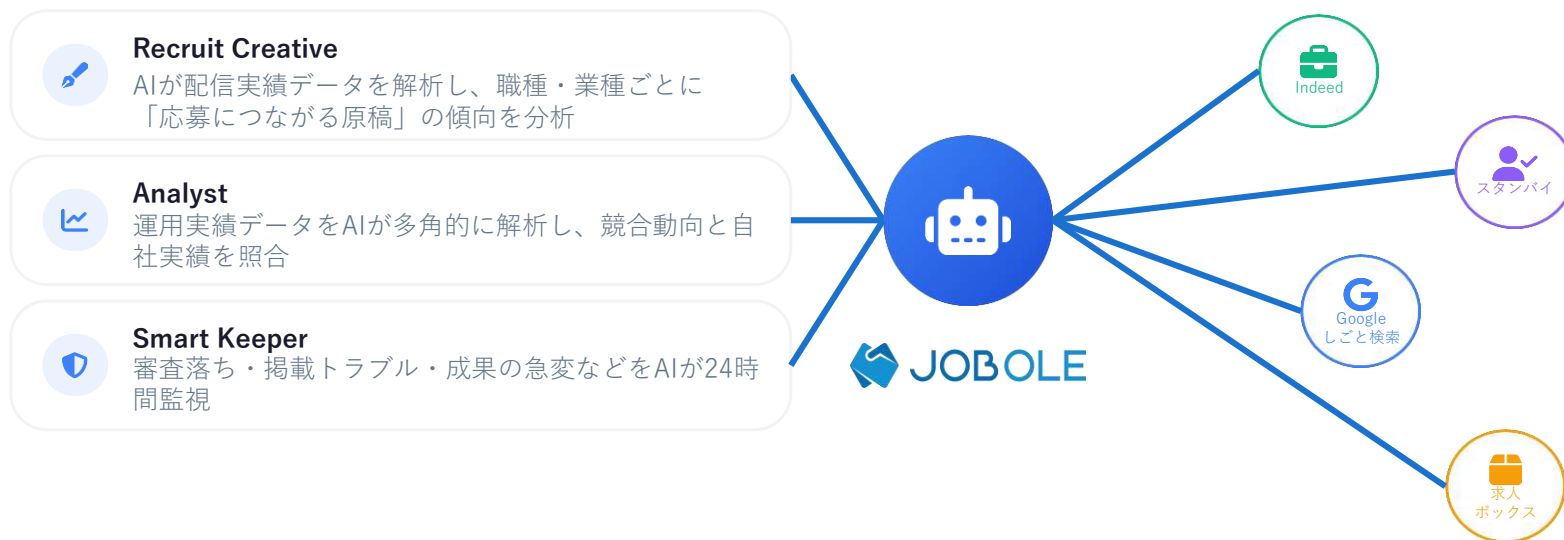 Recruit Creative
AIが配信実績データを解析し、職種・業種ごとに
「応募につながる原稿」の傾向を分析
Analyst
運用実績データをAIが多角的に解析し、競合動向と自
社実績を照合
Smart Keeper
審査落ち・掲載トラブル・成果の急変などをAIが24時
間監視
JOB OLE
Indeed
スタンバイ
Google
しごと検索
求人
ボックス